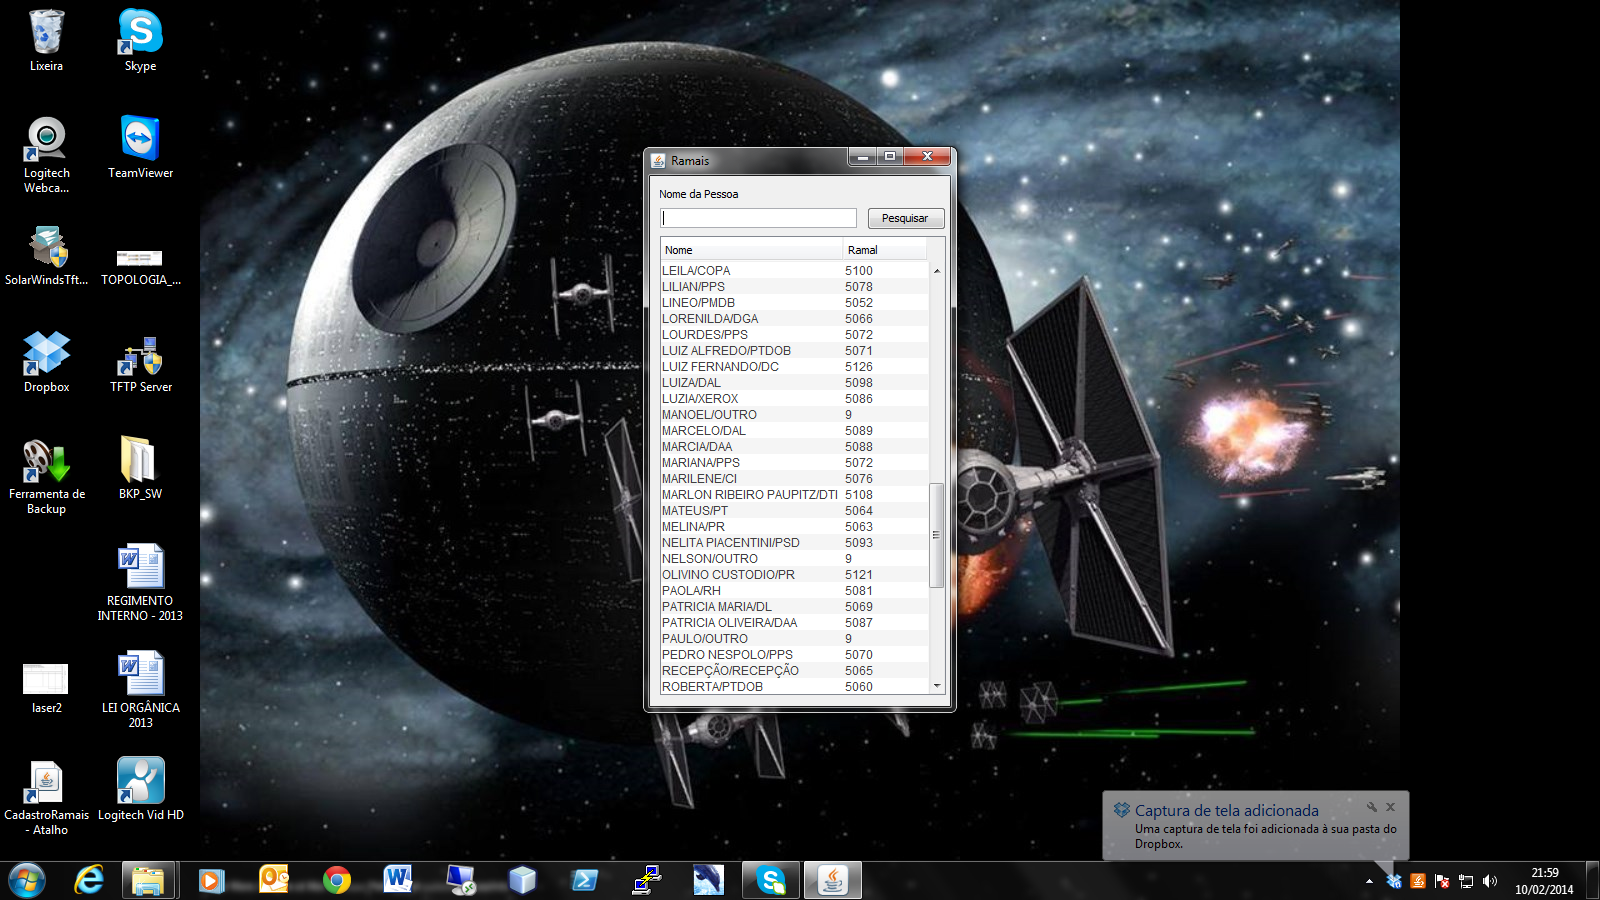 Lixeira
Skype
Logitech
Webca...
TeamViewer
SolarWindsTft...
TOPOLOGIA_...
Dropbox
TFTP Server
Ferramenta de
Backup
BKP_SW
REGIMENTO
INTERNO - 2013
laser2
LEI ORGÂNICA
2013
CadastroRamais
- Atalho
Logitech Vid HD
Ramais
Nome da Pessoa
Pesquisar
Nome Ramal
LEILA/COPA 5100
LILIAN/PPS 5078
LINEO/PMDB 5052
LORENILDA/DGA 5066
LOURDES/PPS 5072
LUIZ ALFREDO/PTDOB 5071
LUIZ FERNANDO/DC 5126
LUIZA/DAL 5098
LUZIA/XEROX 5086
MANOEL/OUTRO 9
MARCELO/DAL 5089
MARCIA/DAA 5088
MARIANA/PPS 5072
MARILENE/CI 5076
MARLON RIBEIRO PAUPITZ/DTI 5108
MATEUS/PT 5064
MELINA/PR 5063
NELITA PIACENTINI/PSD 5093
NELSON/OUTRO 9
OLIVINO CUSTODIO/PR 5121
PAOLA/RH 5081
PATRICIA MARIA/DL 5069
PATRICIA OLIVEIRA/DAA 5087
PAULO/OUTRO 9
PEDRO NESPOLO/PPS 5070
RECEPÇÃO/RECEPÇÃO 5065
ROBERTA/PTDOB 5060
Captura de tela adicionada
Uma captura de tela foi adicionada à sua pasta do
Dropbox.
21:59
10/02/2014